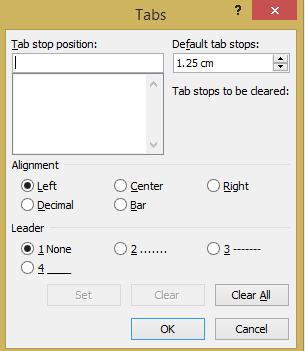 Tabs ? x
Tab stop position: Default tab stops:
1.25 cm
Tab stops to be cleared:
Alignment
Left Center Right
Decimal Bar
Leader
1 None 2 ....... 3 -------
4 ____
Set Clear Clear All
OK Cancel